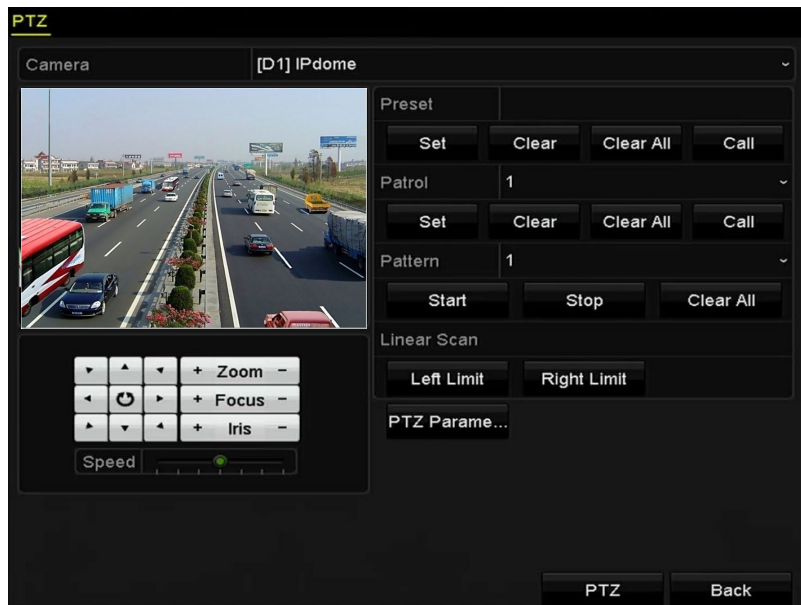 PTZ
Camera [D1] IPdome
Preset
Set Clear Clear All Call
Patrol 1
Set Clear Clear All Call
Pattern 1
Start Stop Clear All
Linear Scan
Left Limit Right Limit
PTZ Parame...
+ Zoom -
+ Focus -
+ Iris -
Speed
PTZ Back